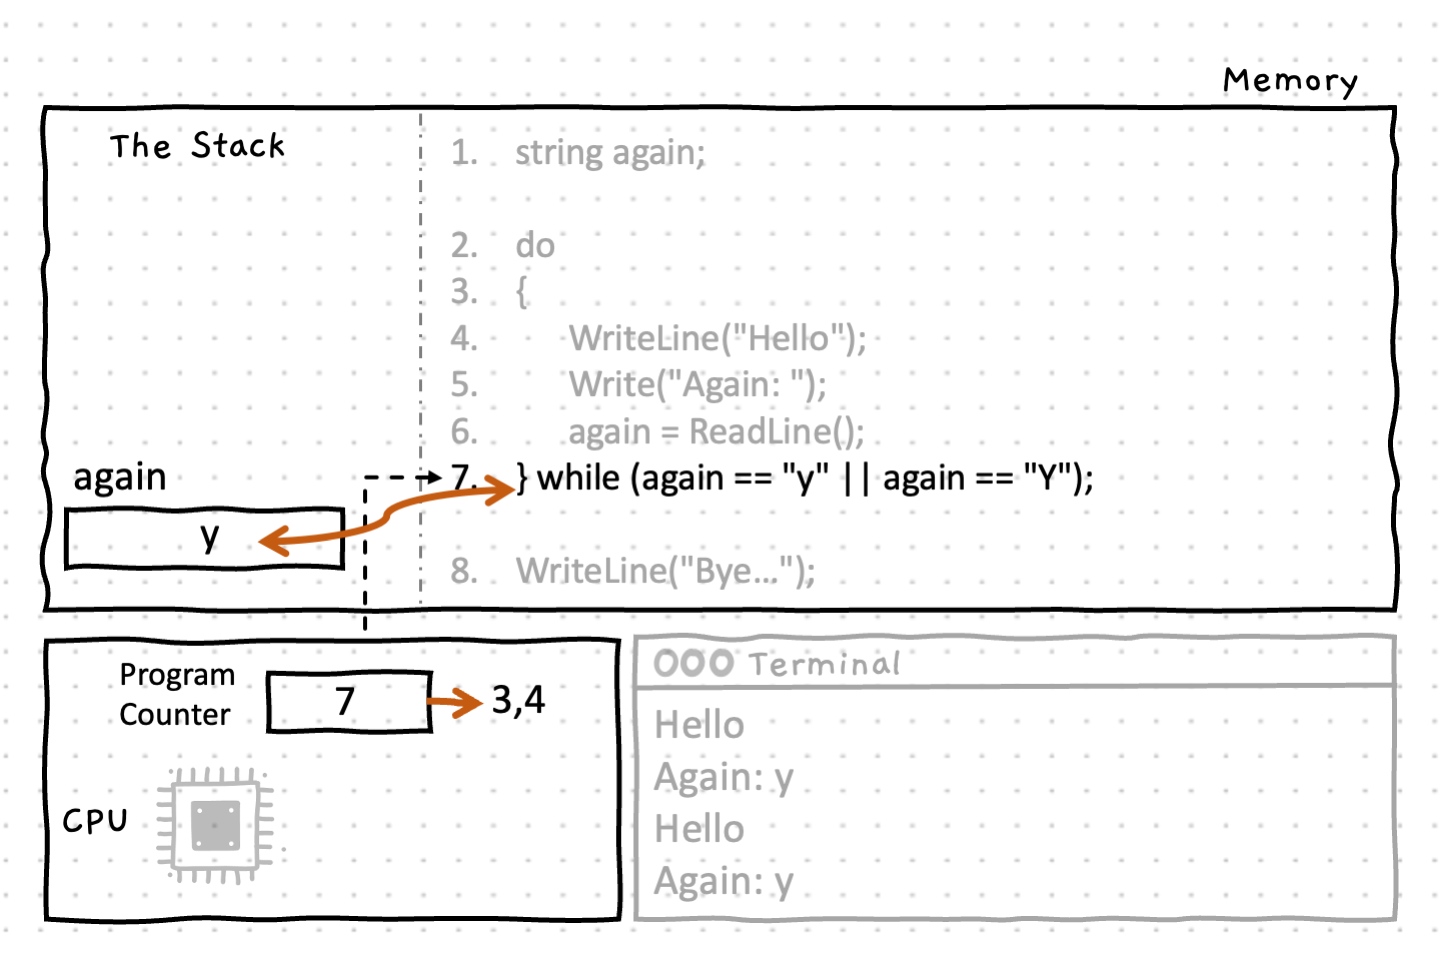 Memory
The Stack
1. string again;
2. do
3. {
4. WriteLine("Hello");
5. Write("Again: ");
6. again = ReadLine();
again
7. } while (again == "y" || again == "Y");
y
8. WriteLine("Bye...");
Program
Counter
7
3,4
CPU
Terminal
Hello
Again: y
Hello
Again: y